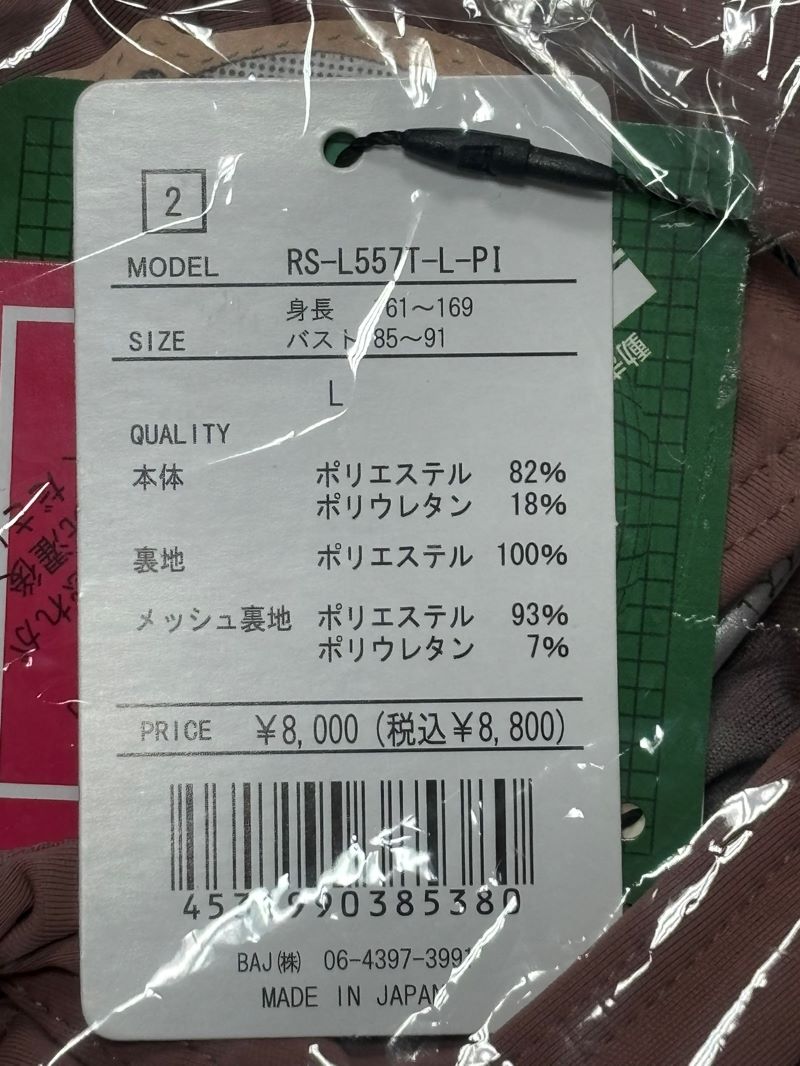 2
MODEL RS-L557T-L-PI
身長 61～169
SIZE バスト 85～91
L
QUALITY
本体 ポリエステル 82%
ポリウレタン 18%
裏地 ポリエステル 100%
メッシュ裏地 ポリエステル 93%
ポリウレタン 7%
PRICE ¥8,000 (税込¥8,800)
BAJ㈱ 06-4397-3991
MADE IN JAPAN